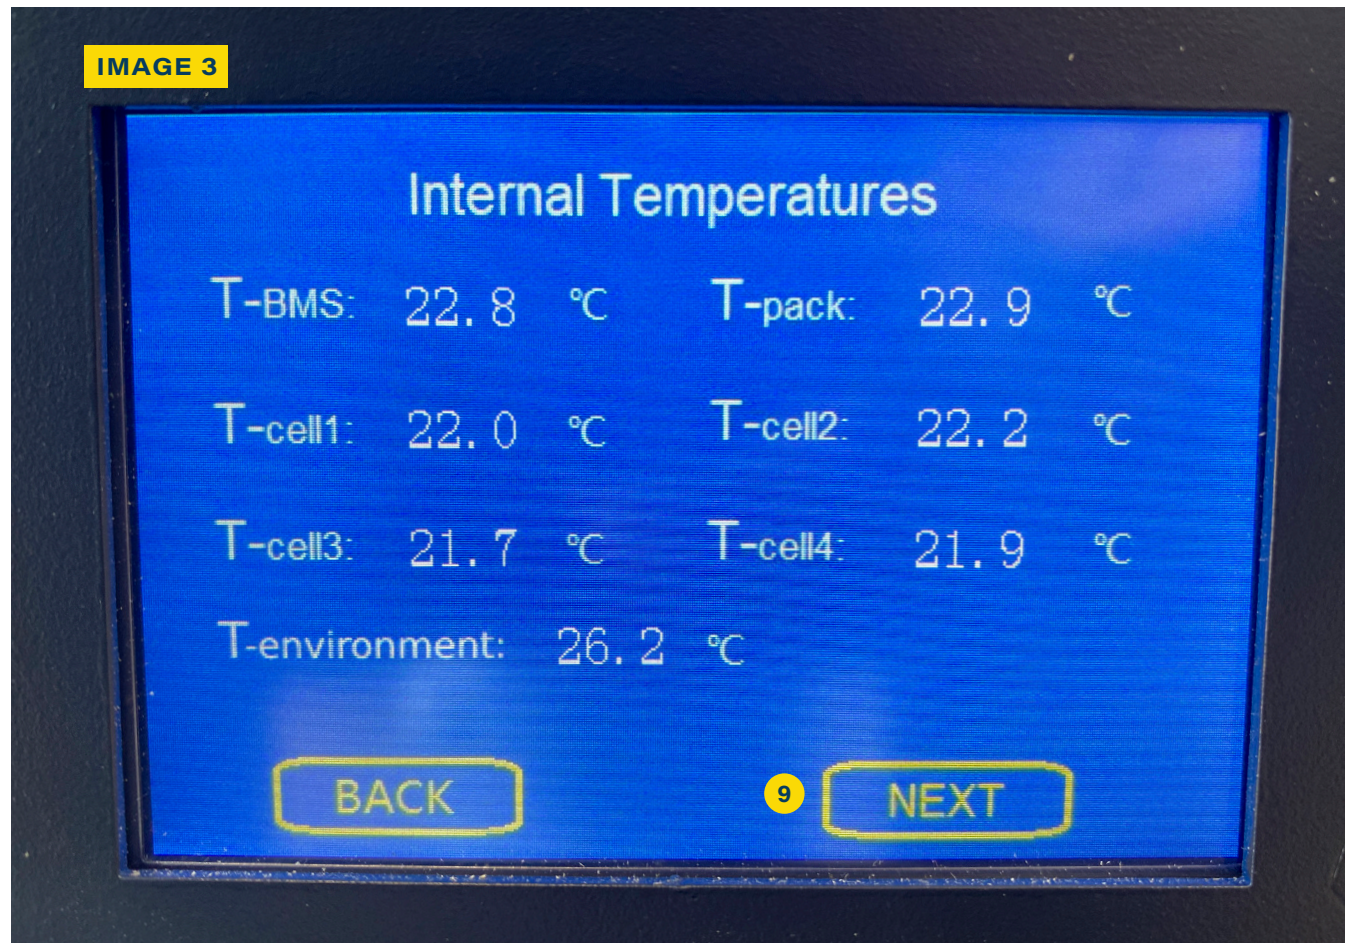 IMAGE 3
Internal Temperatures
T-BMS: 22.8 ℃ T-pack: 22.9 ℃
T-cell1: 22.0 ℃ T-cell2: 22.2 ℃
T-cell3: 21.7 ℃ T-cell4: 21.9 ℃
T-environment: 26.2 ℃
BACK 9 NEXT